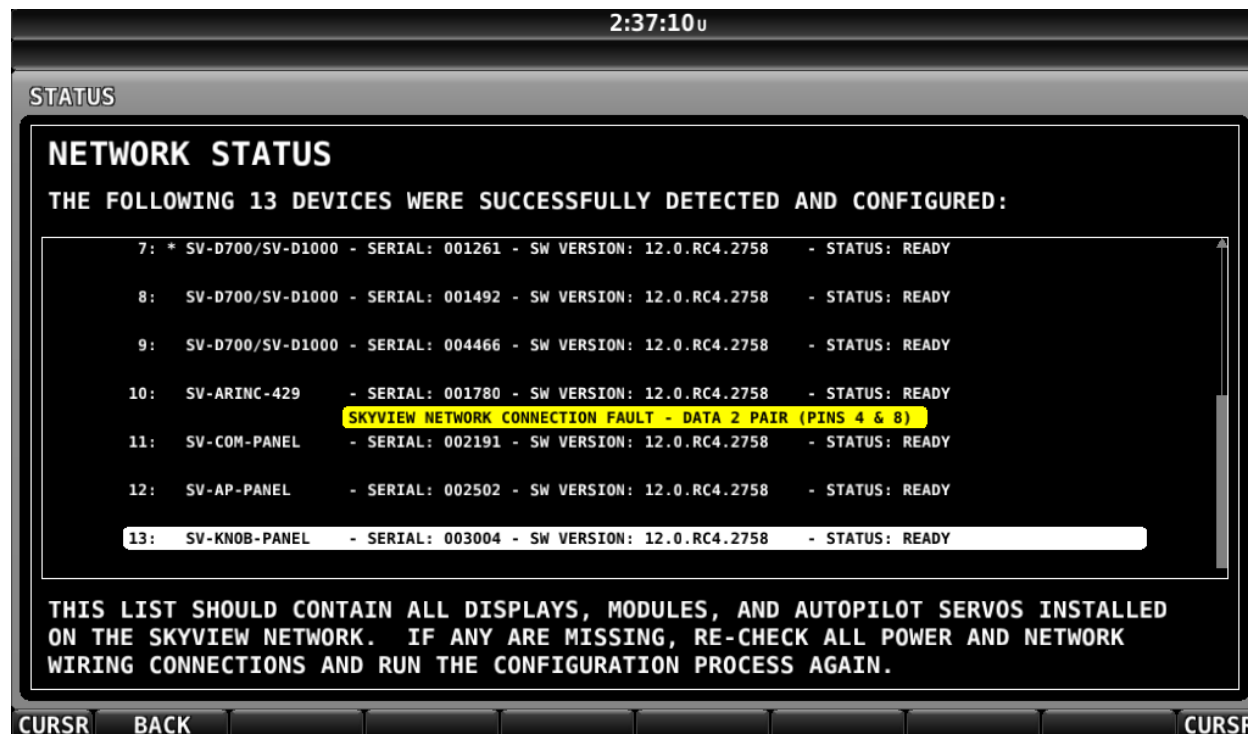 2:37:10U
STATUS
NETWORK STATUS
THE FOLLOWING 13 DEVICES WERE SUCCESSFULLY DETECTED AND CONFIGURED:
7: * SV-D700/SV-D1000 - SERIAL: 001261 - SW VERSION: 12.0.RC4.2758 - STATUS: READY
8: SV-D700/SV-D1000 - SERIAL: 001492 - SW VERSION: 12.0.RC4.2758 - STATUS: READY
9: SV-D700/SV-D1000 - SERIAL: 004466 - SW VERSION: 12.0.RC4.2758 - STATUS: READY
10: SV-ARINC-429 - SERIAL: 001780 - SW VERSION: 12.0.RC4.2758 - STATUS: READY
SKYVIEW NETWORK CONNECTION FAULT - DATA 2 PAIR (PINS 4 & 8)
11: SV-COM-PANEL - SERIAL: 002191 - SW VERSION: 12.0.RC4.2758 - STATUS: READY
12: SV-AP-PANEL - SERIAL: 002502 - SW VERSION: 12.0.RC4.2758 - STATUS: READY
13: SV-KNOB-PANEL - SERIAL: 003004 - SW VERSION: 12.0.RC4.2758 - STATUS: READY
THIS LIST SHOULD CONTAIN ALL DISPLAYS, MODULES, AND AUTOPILOT SERVOS INSTALLED
ON THE SKYVIEW NETWORK. IF ANY ARE MISSING, RE-CHECK ALL POWER AND NETWORK
WIRING CONNECTIONS AND RUN THE CONFIGURATION PROCESS AGAIN.
CURSR BACK CURSR